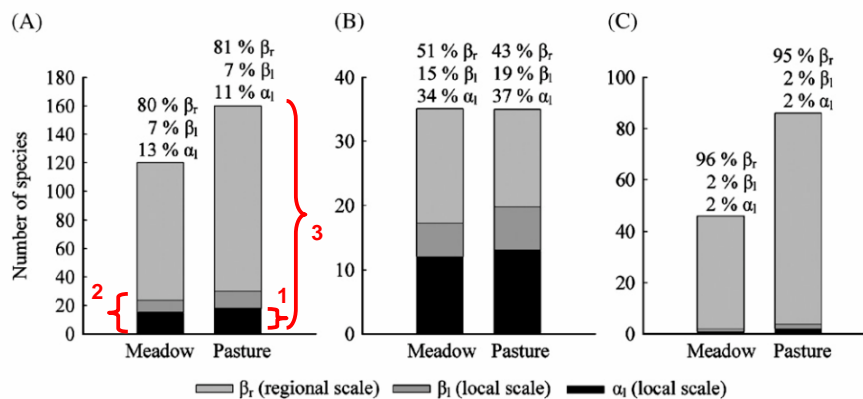 (A)
(B)
(C)
Number of species
180
160
140
120
100
80
60
40
20
0
80 % βr
7 % βl
13 % αl
81 % βr
7 % βl
11 % αl
1
2
3
Meadow Pasture
40
30
20
10
0
51 % βr
15 % βl
34 % αl
43 % βr
19 % βl
37 % αl
Meadow Pasture
100
80
60
40
20
0
96 % βr
2 % βl
2 % αl
95 % βr
2 % βl
2 % αl
Meadow Pasture
βr (regional scale) βl (local scale) αl (local scale)